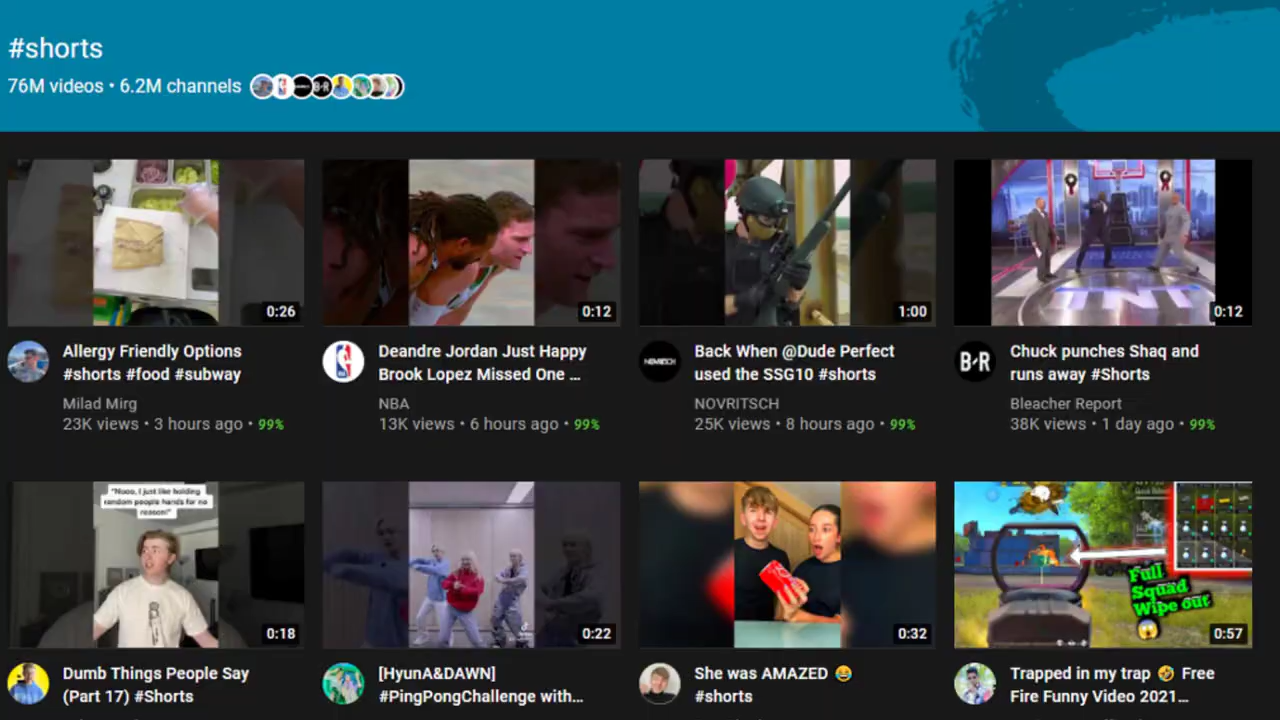 #shorts
76M videos • 6.2M channels
B·R
0:26
0:12
TNT
1:00
0:12
Allergy Friendly Options
#shorts #food #subway
Milad Mirg
23K views • 3 hours ago • 99%
NBA
Deandre Jordan Just Happy
Brook Lopez Missed One ...
NBA
13K views • 6 hours ago • 99%
NOVRITSCH
Back When @Dude Perfect
used the SSG10 #shorts
NOVRITSCH
25K views • 8 hours ago • 99%
B·R
Chuck punches Shaq and
runs away #Shorts
Bleacher Report
38K views • 1 day ago • 99%
"Nooo, I just like holding
random people hands for no
reason!"
0:18
0:22
0:32
Full
Squad
Wipe out
0:57
Dumb Things People Say
(Part 17) #Shorts
[HyunA&DAWN]
#PingPongChallenge with...
She was AMAZED 😂
#shorts
Trapped in my trap 🤣 Free
Fire Funny Video 2021...